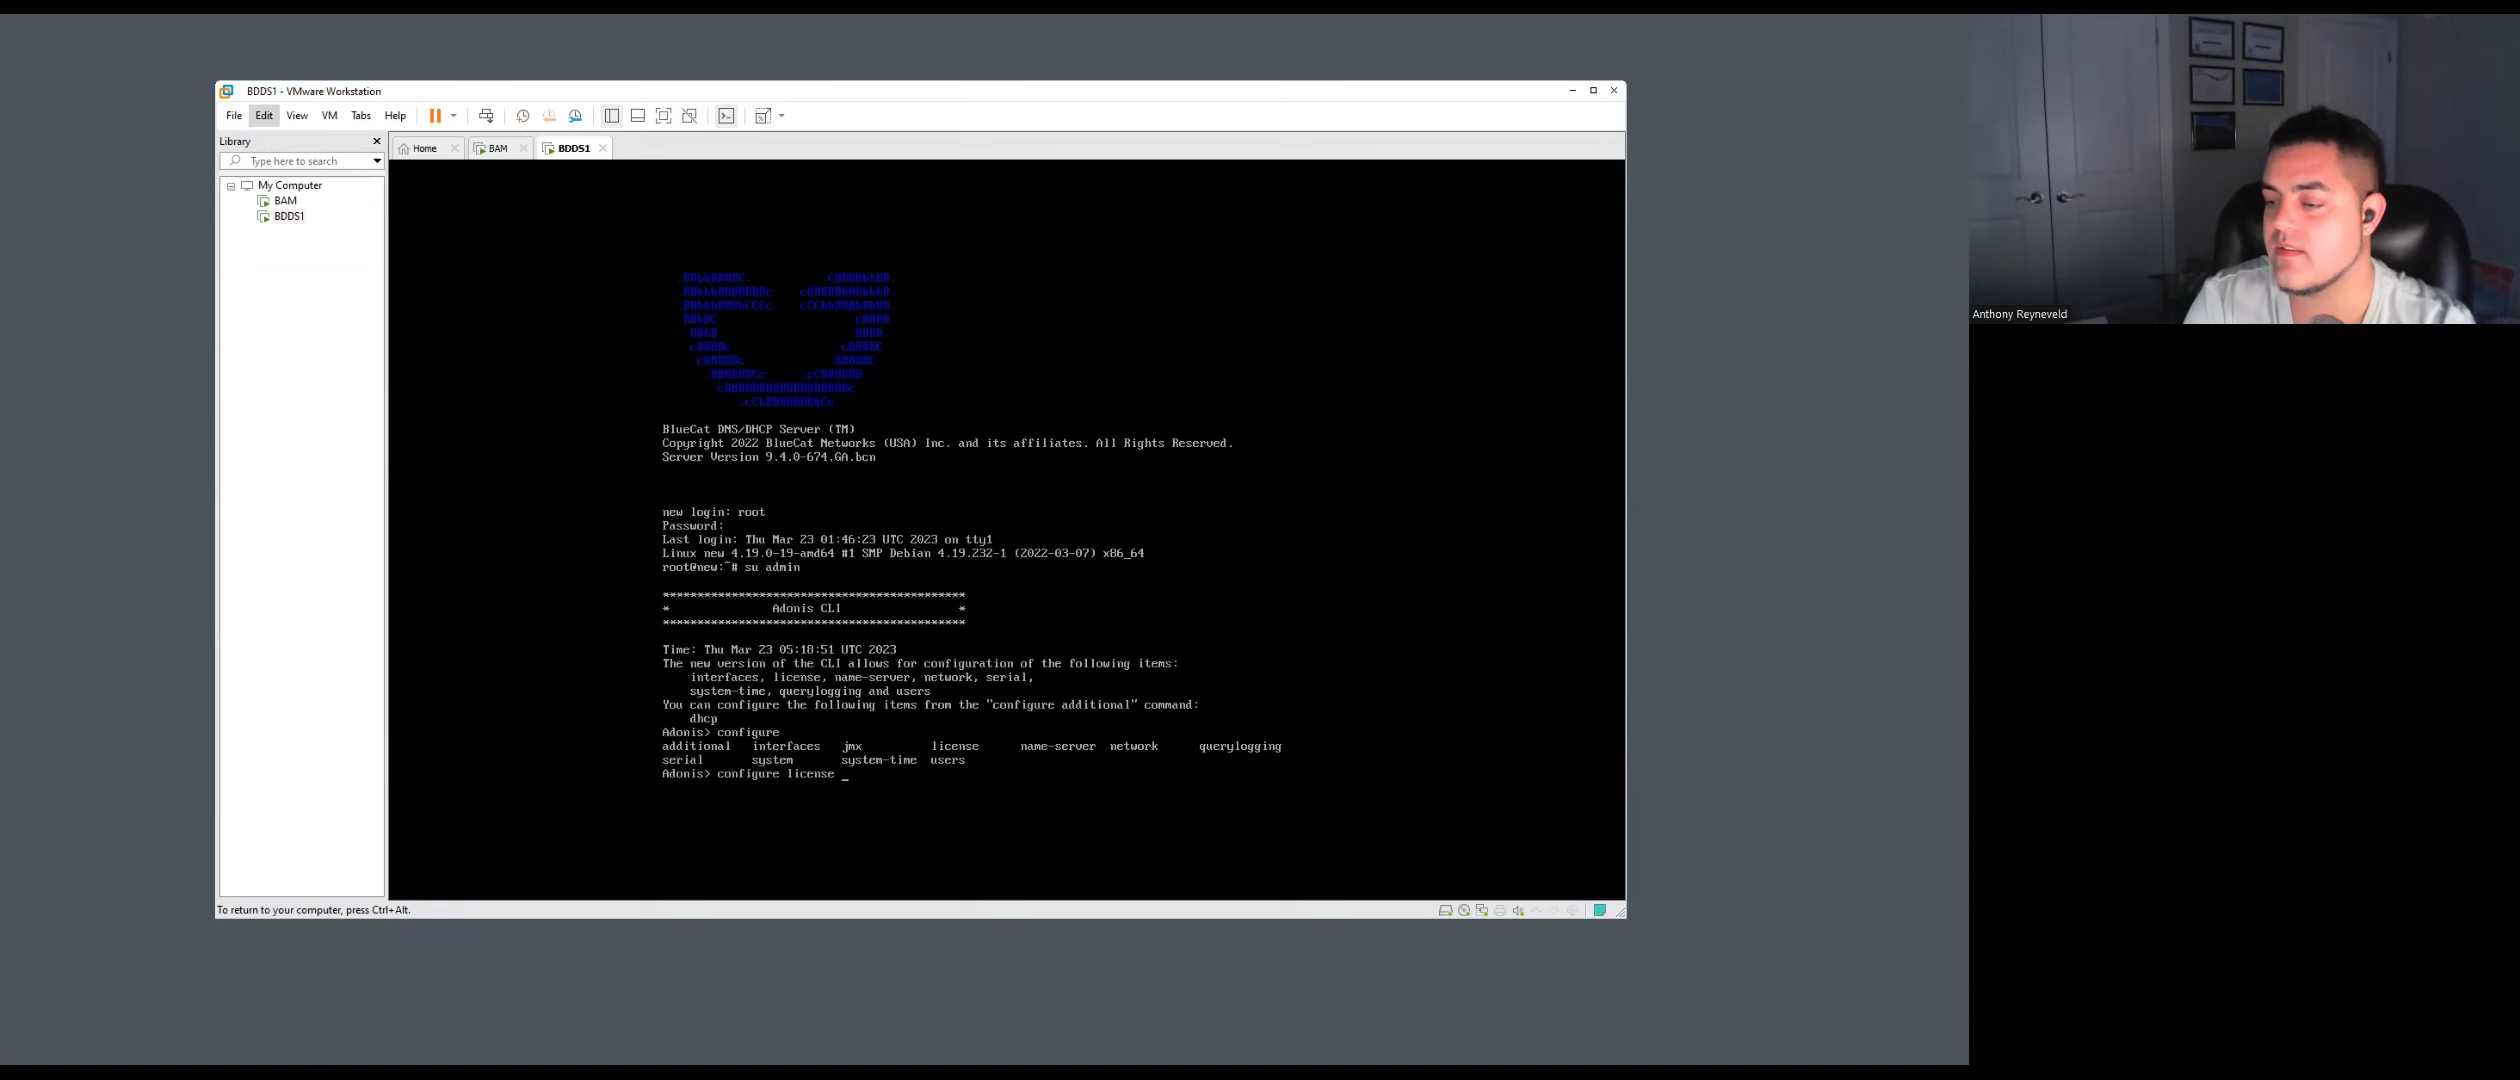 BDDS1 - VMware Workstation
File Edit View VM Tabs Help
Library
Type here to search
My Computer
BAM
BDDS1
Home BAM BDDS1
BlueCat DNS/DHCP Server (TM)
Copyright 2022 BlueCat Networks (USA) Inc. and its affiliates. All Rights Reserved.
Server Version 9.4.0-674.GA.bcn
new login: root
Password:
Last login: Thu Mar 23 01:46:23 UTC 2023 on tty1
Linux new 4.19.0-19-amd64 #1 SMP Debian 4.19.232-1 (2022-03-07) x86_64
root@new:~# su admin
********************************************
* Adonis CLI *
********************************************
Time: Thu Mar 23 05:18:51 UTC 2023
The new version of the CLI allows for configuration of the following items:
interfaces, license, name-server, network, serial,
system-time, querylogging and users
You can configure the following items from the "configure additional" command:
dhcp
Adonis> configure
additional interfaces jmx license name-server network querylogging
serial system system-time users
Adonis> configure license _
To return to your computer, press Ctrl+Alt.
Anthony Reyneveld